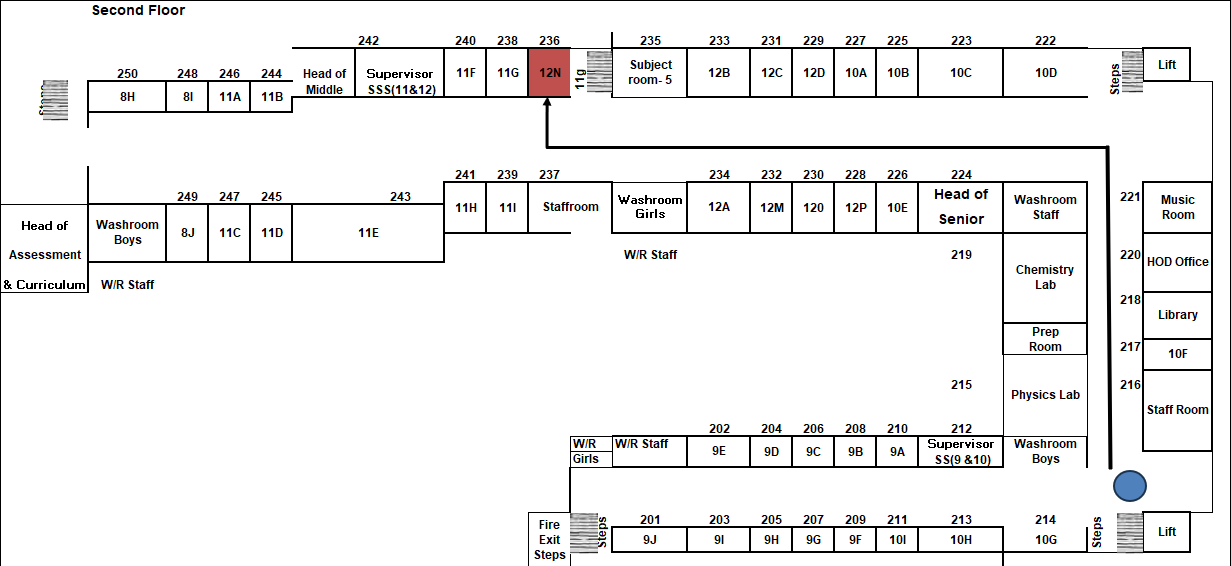 Second Floor
242 240 238 236 235 233 231 229 227 225 223 222
250 248 246 244
Head of
Middle
Supervisor
SSS(11&12)
11F 11G 12N 11g
Subject
room- 5
12B 12C 12D 10A 10B 10C 10D Steps Lift
Steps 8H 8I 11A 11B
241 239 237 234 232 230 228 226 224
249 247 245 243
11H 11I Staffroom
Washroom
Girls
12A 12M 120 12P 10E
Head of
Senior
Washroom
Staff
221
Music
Room
Head of
Assessment
& Curriculum
Washroom
Boys
8J 11C 11D 11E
W/R Staff
W/R Staff
219
Chemistry
Lab
220
HOD Office
218
Library
Prep
Room
217
10F
215
Physics Lab
216
Staff Room
202 204 206 208 210 212
W/R
Girls
W/R Staff
9E 9D 9C 9B 9A
Supervisor
SS(9 &10)
Washroom
Boys
201 203 205 207 209 211 213 214
Fire
Exit
Steps
Steps
9J 9I 9H 9G 9F 10I 10H 10G
Steps
Lift